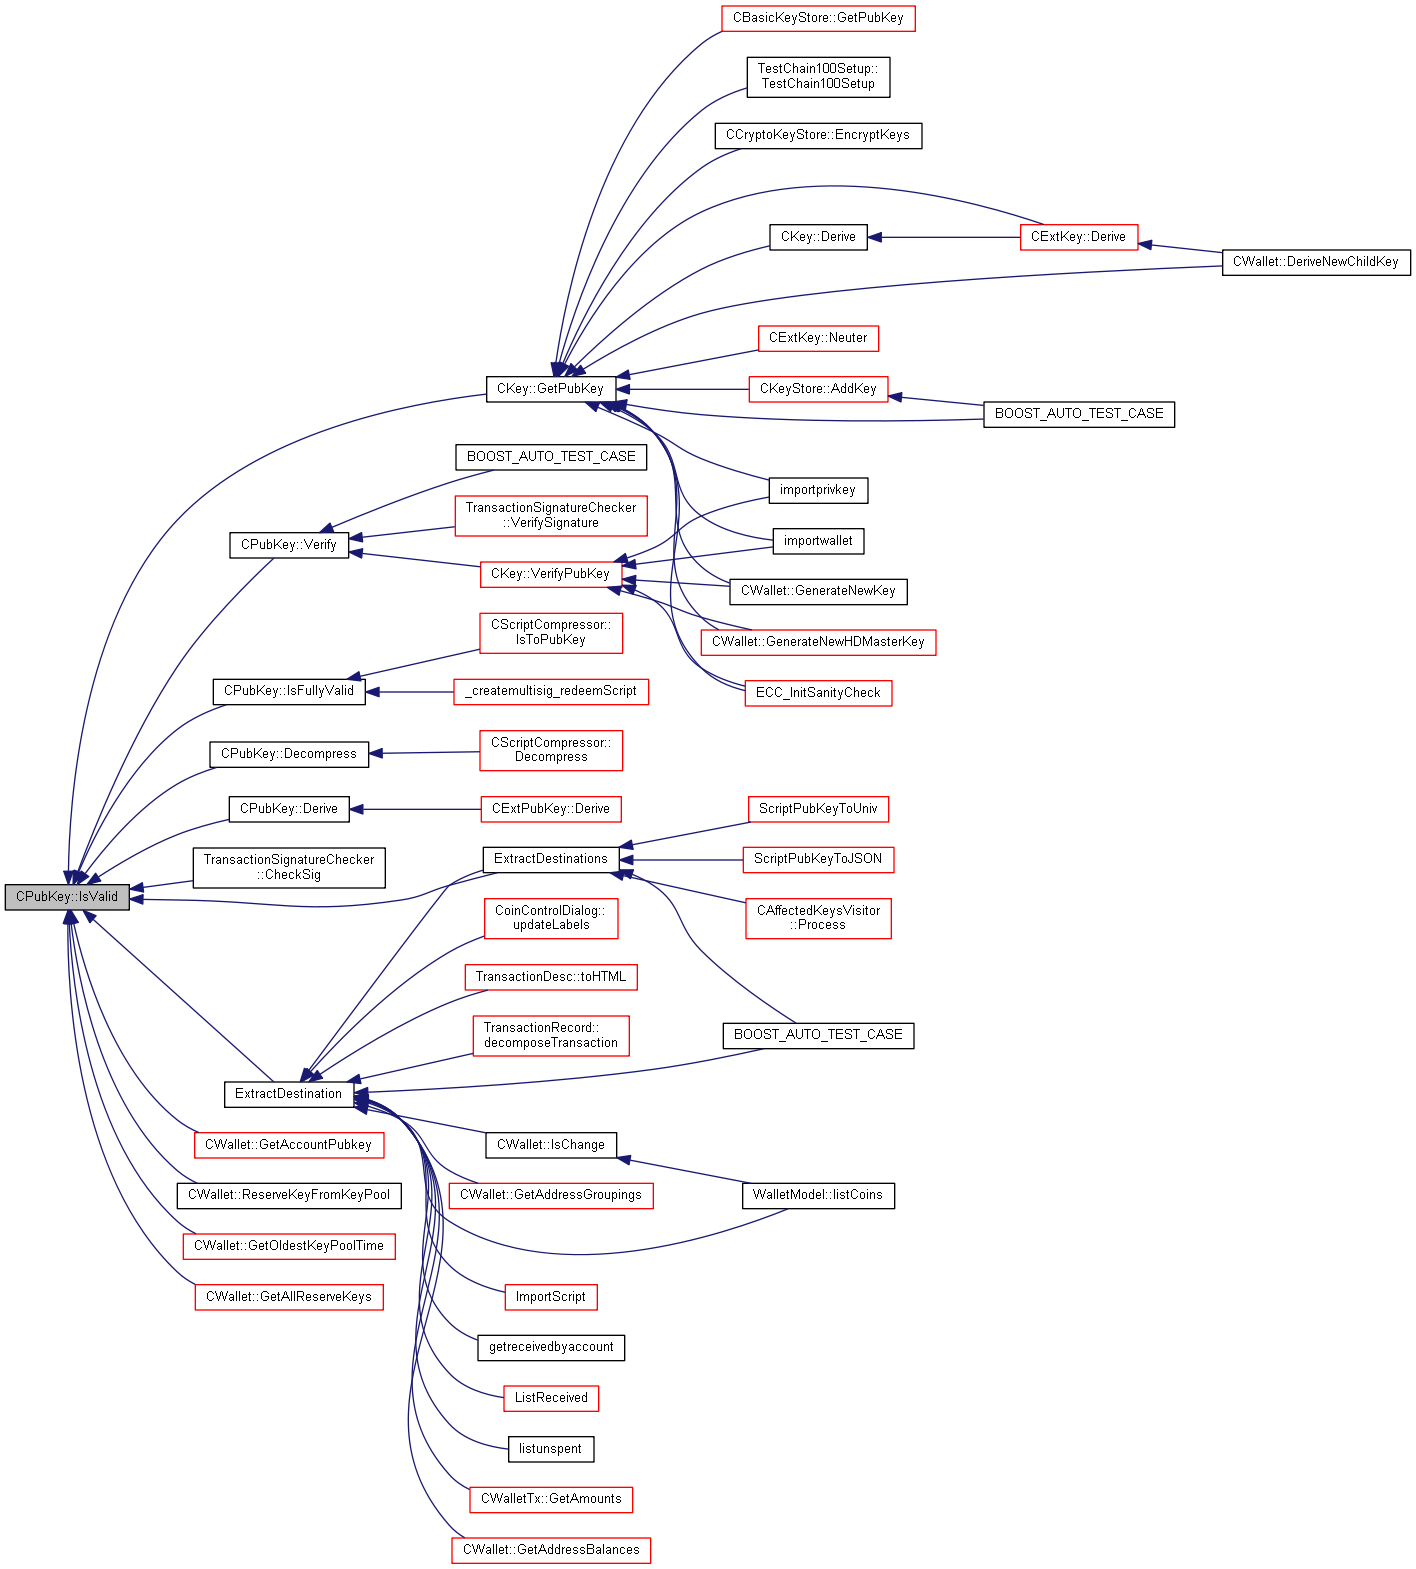 CBasicKeyStore::GetPubKey
TestChain100Setup::
TestChain100Setup
CCryptoKeyStore::EncryptKeys
CKey::Derive
CExtKey::Derive
CWallet::DeriveNewChildKey
CExtKey::Neuter
CKey::GetPubKey
CKeyStore::AddKey
BOOST_AUTO_TEST_CASE
BOOST_AUTO_TEST_CASE
importprivkey
TransactionSignatureChecker
::VerifySignature
CPubKey::Verify
importwallet
CKey::VerifyPubKey
CWallet::GenerateNewKey
CScriptCompressor::
IsToPubKey
CWallet::GenerateNewHDMasterKey
CPubKey::IsFullyValid
_createmultisig_redeemScript
ECC_InitSanityCheck
CPubKey::Decompress
CScriptCompressor::
Decompress
CPubKey::Derive
CExtPubKey::Derive
ScriptPubKeyToUniv
TransactionSignatureChecker
::CheckSig
ExtractDestinations
ScriptPubKeyToJSON
CPubKey::IsValid
CoinControlDialog::
updateLabels
CAffectedKeysVisitor
::Process
TransactionDesc::toHTML
TransactionRecord::
decomposeTransaction
BOOST_AUTO_TEST_CASE
ExtractDestination
CWallet::GetAccountPubkey
CWallet::IsChange
CWallet::ReserveKeyFromKeyPool
CWallet::GetAddressGroupings
WalletModel::listCoins
CWallet::GetOldestKeyPoolTime
CWallet::GetAllReserveKeys
ImportScript
getreceivedbyaccount
ListReceived
listunspent
CWalletTx::GetAmounts
CWallet::GetAddressBalances